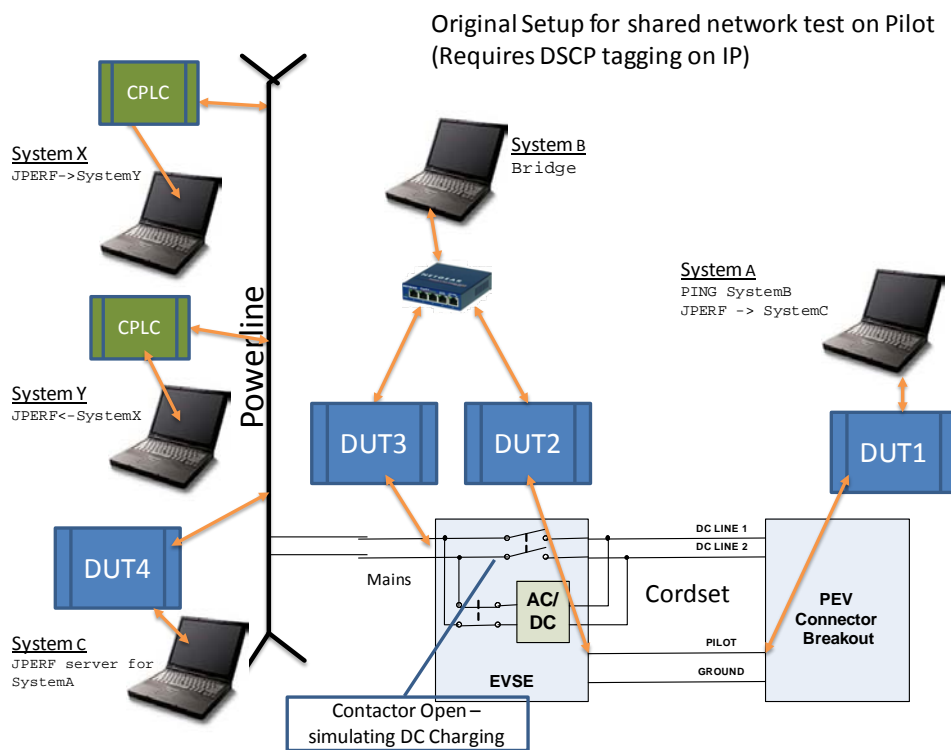 Original Setup for shared network test on Pilot
(Requires DSCP tagging on IP)
CPLC
System X
JPERF->SystemY
System B
Bridge
NETGEAR
System A
PING SystemB
JPERF -> SystemC
Powerline
CPLC
System Y
JPERF<-SystemX
DUT3
DUT2
DUT1
DUT4
System C
JPERF server for
SystemA
Mains
DC LINE 1
DC LINE 2
AC/
DC
Cordset
PEV
Connector
Breakout
PILOT
GROUND
EVSE
Contactor Open –
simulating DC Charging